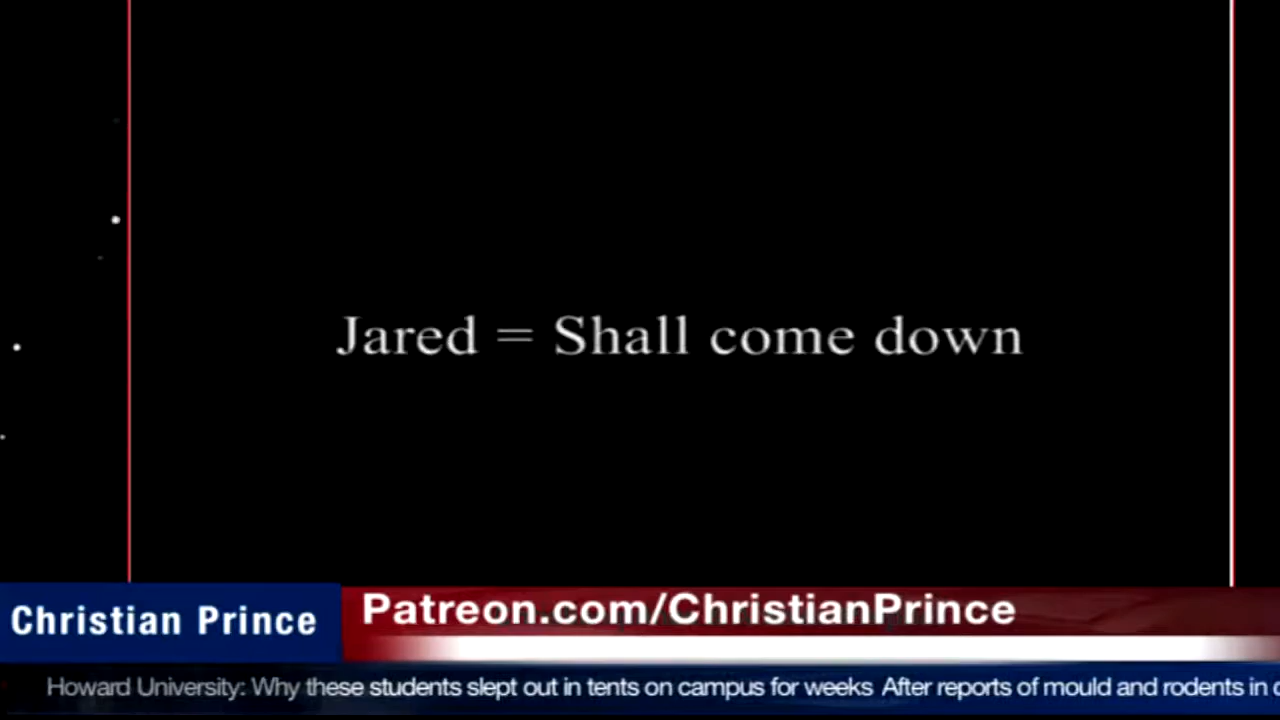 Jared = Shall come down
Patreon.com/ChristianPrince
Christian Prince
Howard University: Why these students slept out in tents on campus for weeks After reports of mould and rodents in